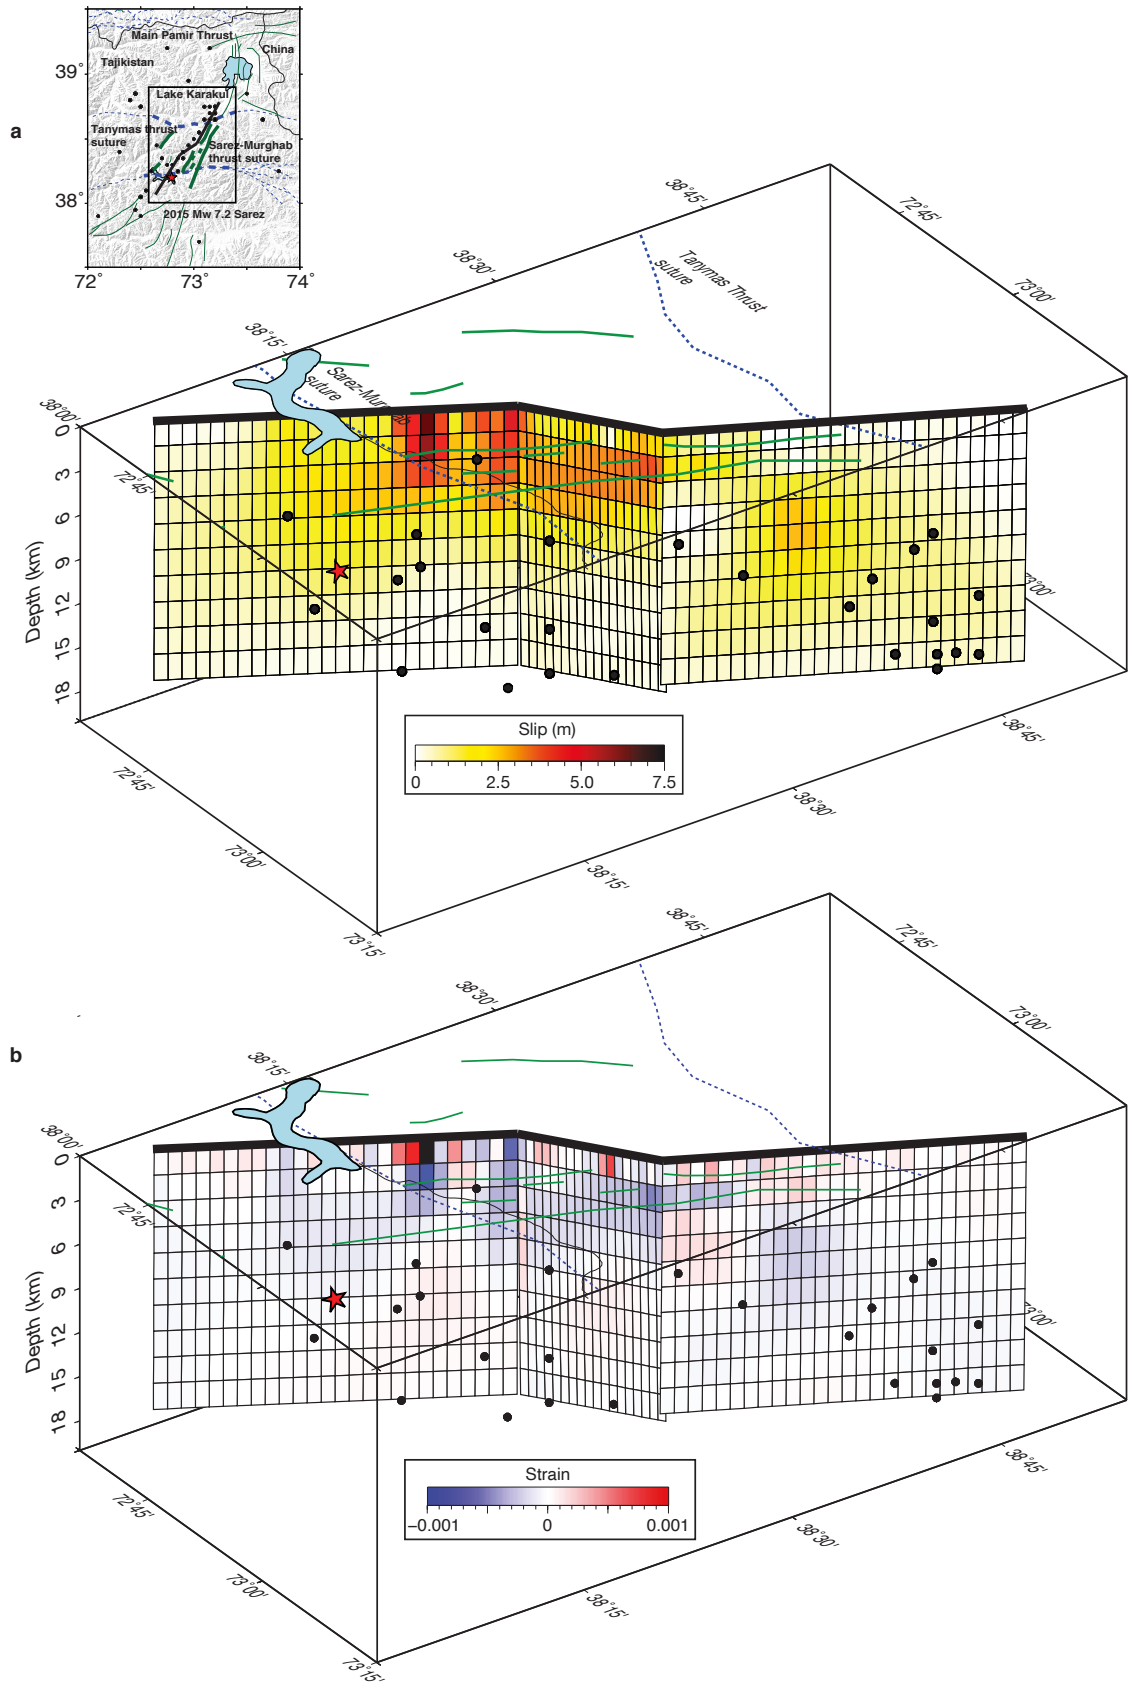 a
Main Pamir Thrust
China
Tajikistan
39°
Lake Karakul
Tanymas thrust
suture
Sarez-Murghab
thrust suture
38°
2015 Mw 7.2 Sarez
72°
73°
74°
38°45'
72°45'
38°30'
Tanymas Thrust
suture
73°00'
38°15'
Sarez-Murghab
suture
38°00'
0
3
6
9
12
15
18
Depth (km)
72°45'
73°00'
Slip (m)
0
2.5
5.0
7.5
38°45'
72°45'
38°30'
73°00'
38°15'
73°15'
b
38°45'
72°45'
38°30'
73°00'
38°15'
38°00'
0
3
6
9
12
15
18
Depth (km)
72°45'
73°00'
Strain
−0.001
0
0.001
38°45'
72°45'
38°30'
73°00'
38°15'
73°15'